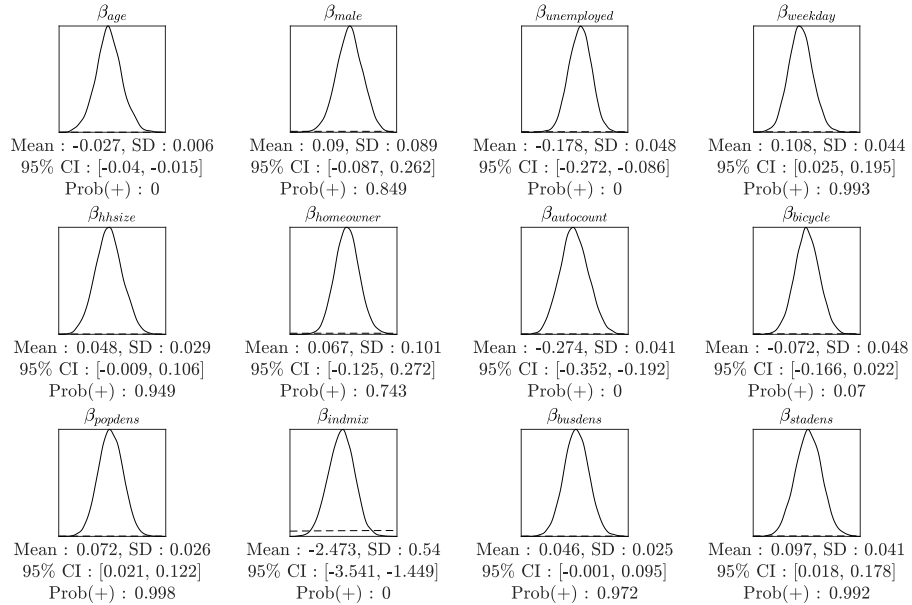 β_age β_male β_unemployed β_weekday
Mean : -0.027, SD : 0.006 Mean : 0.09, SD : 0.089 Mean : -0.178, SD : 0.048 Mean : 0.108, SD : 0.044
95% CI : [-0.04, -0.015] 95% CI : [-0.087, 0.262] 95% CI : [-0.272, -0.086] 95% CI : [0.025, 0.195]
Prob(+) : 0 Prob(+) : 0.849 Prob(+) : 0 Prob(+) : 0.993
β_hhsize β_homeowner β_autocount β_bicycle
Mean : 0.048, SD : 0.029 Mean : 0.067, SD : 0.101 Mean : -0.274, SD : 0.041 Mean : -0.072, SD : 0.048
95% CI : [-0.009, 0.106] 95% CI : [-0.125, 0.272] 95% CI : [-0.352, -0.192] 95% CI : [-0.166, 0.022]
Prob(+) : 0.949 Prob(+) : 0.743 Prob(+) : 0 Prob(+) : 0.07
β_popdens β_indmix β_busdens β_stadens
Mean : 0.072, SD : 0.026 Mean : -2.473, SD : 0.54 Mean : 0.046, SD : 0.025 Mean : 0.097, SD : 0.041
95% CI : [0.021, 0.122] 95% CI : [-3.541, -1.449] 95% CI : [-0.001, 0.095] 95% CI : [0.018, 0.178]
Prob(+) : 0.998 Prob(+) : 0 Prob(+) : 0.972 Prob(+) : 0.992